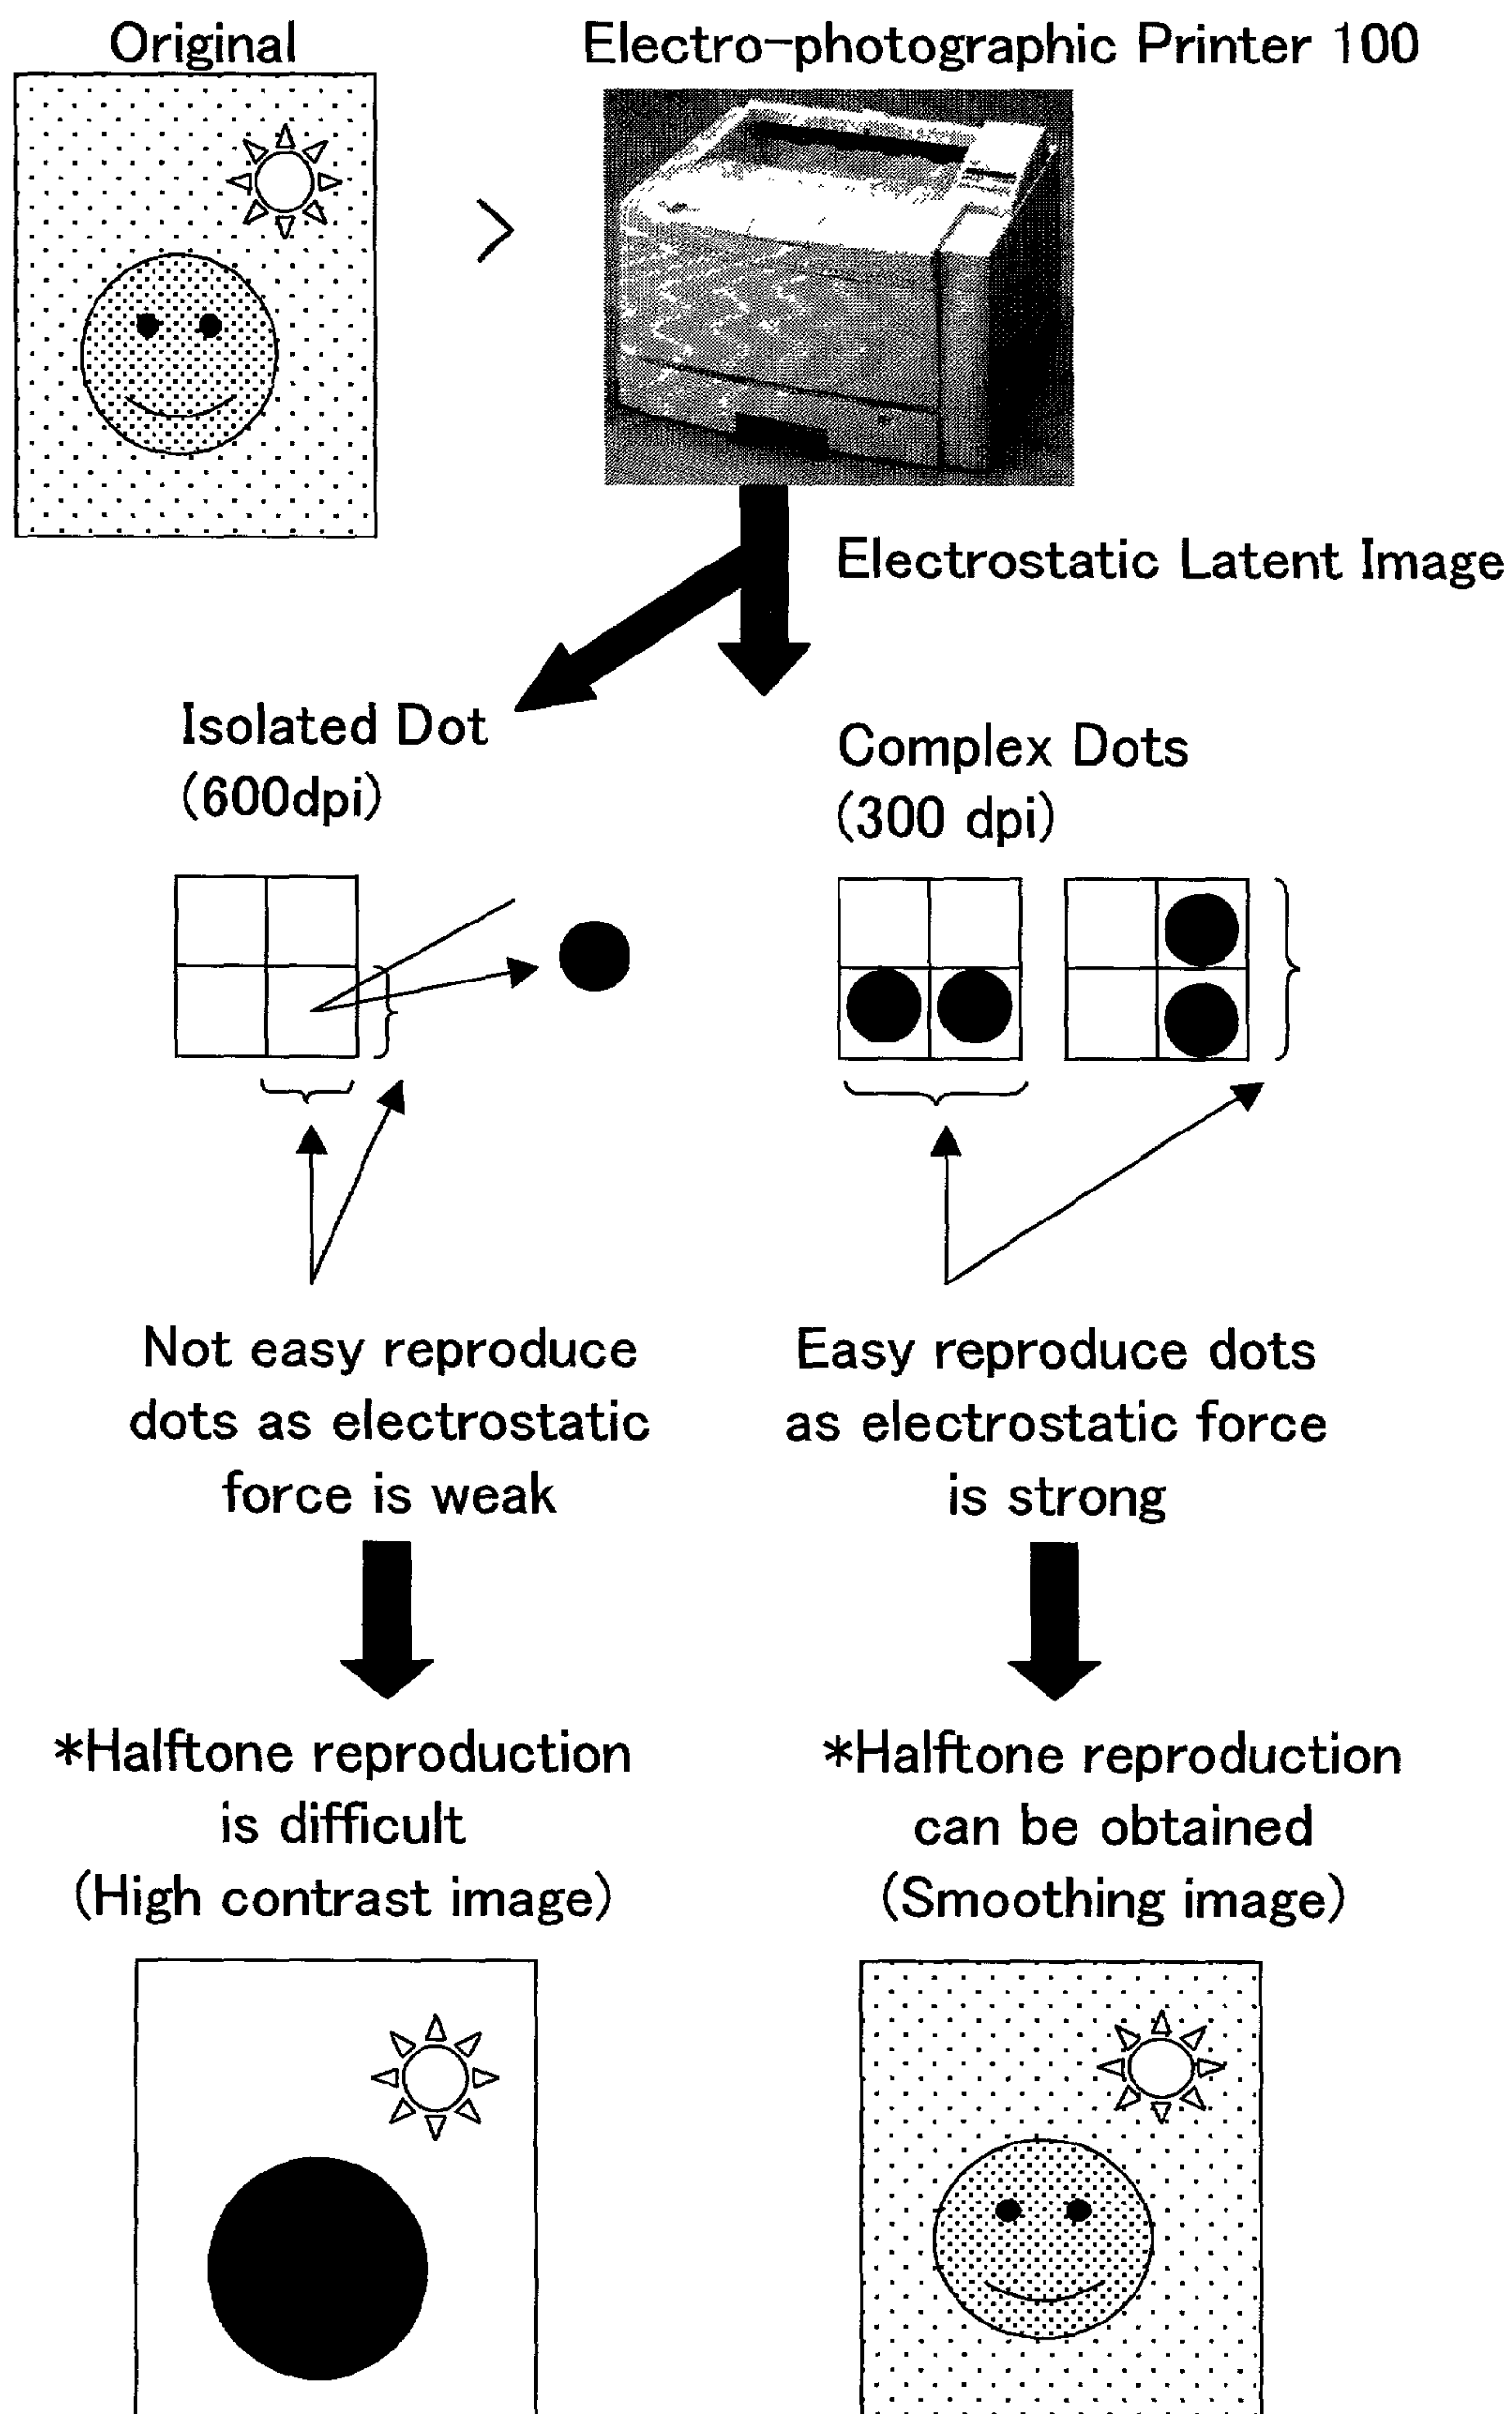 Original
Electro-photographic Printer 100
>
Electrostatic Latent Image
Isolated Dot
(600dpi)
Complex Dots
(300 dpi)
Not easy reproduce
dots as electrostatic
force is weak
Easy reproduce dots
as electrostatic force
is strong
*Halftone reproduction
is difficult
(High contrast image)
*Halftone reproduction
can be obtained
(Smoothing image)